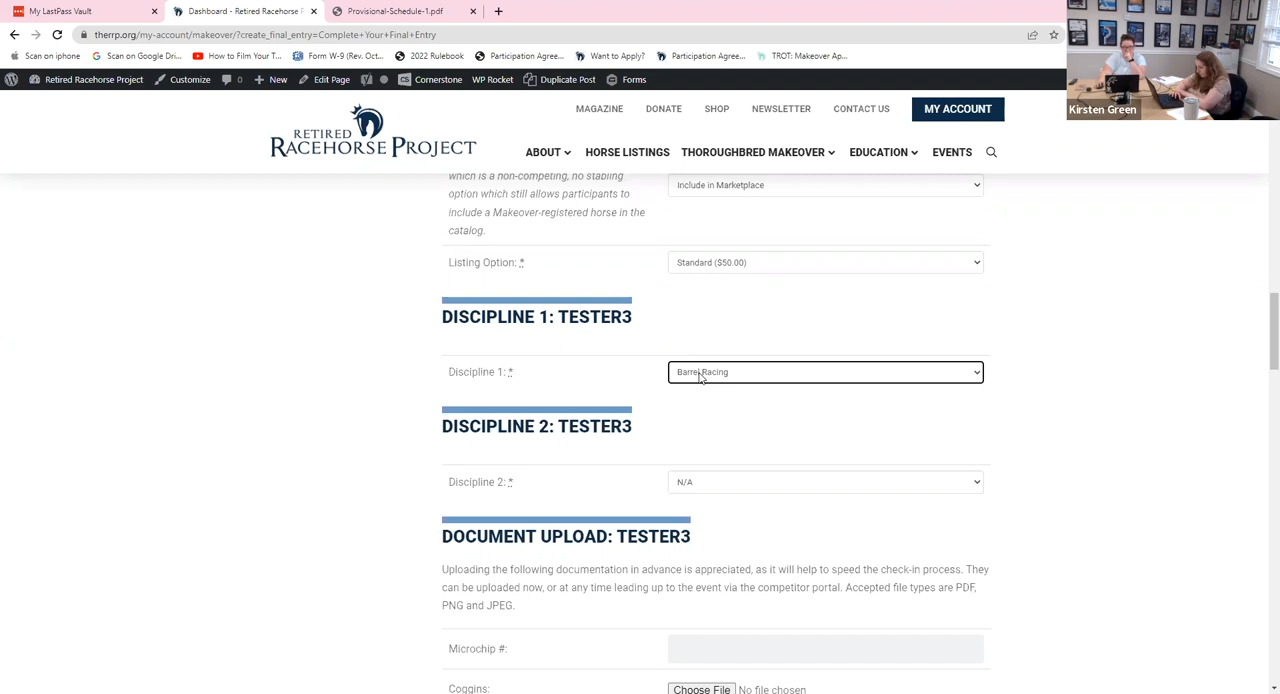 My LastPass Vault
Dashboard - Retired Racehorse P
Provisional-Schedule-1.pdf
therrp.org/my-account/makeover/?create_final_entry=Complete+Your+Final+Entry
Scan on iphone
Scan on Google Dri...
How to Film Your T...
Form W-9 (Rev. Oct...
2022 Rulebook
Participation Agree...
Want to Apply?
Participation Agree...
TROT: Makeover Ap...
Retired Racehorse Project
Customize
0
New
Edit Page
CS Cornerstone
WP Rocket
Duplicate Post
Forms
Kirsten Green
RETIRED
RACEHORSE PROJECT
MAGAZINE
DONATE
SHOP
NEWSLETTER
CONTACT US
MY ACCOUNT
ABOUT
HORSE LISTINGS
THOROUGHBRED MAKEOVER
EDUCATION
EVENTS
which is a non-competing, no stabling
option which still allows participants to
include a Makeover-registered horse in the
catalog.
Include in Marketplace
Listing Option: *
Standard ($50.00)
DISCIPLINE 1: TESTER3
Discipline 1: *
Barrel Racing
DISCIPLINE 2: TESTER3
Discipline 2: *
N/A
DOCUMENT UPLOAD: TESTER3
Uploading the following documentation in advance is appreciated, as it will help to speed the check-in process. They
can be uploaded now, or at any time leading up to the event via the competitor portal. Accepted file types are PDF,
PNG and JPEG.
Microchip #:
Coggins:
Choose File No file chosen